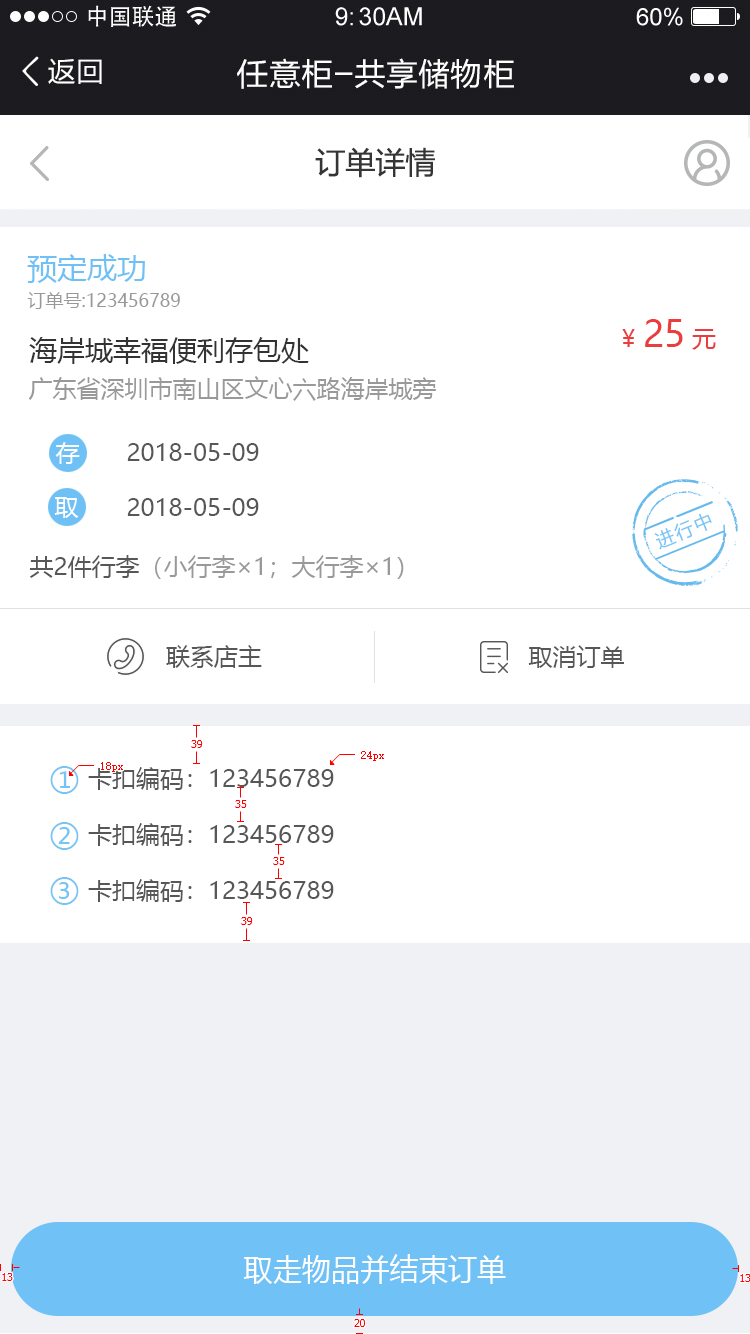 中国联通 9:30AM 60%
返回 任意柜–共享储物柜
订单详情
预定成功
订单号:123456789
海岸城幸福便利存包处
¥ 25 元
广东省深圳市南山区文心六路海岸城旁
存 2018-05-09
取 2018-05-09
进行中
共2件行李（小行李×1；大行李×1）
联系店主 取消订单
39
18px 24px
① 卡扣编码：123456789
35
② 卡扣编码：123456789
35
③ 卡扣编码：123456789
39
取走物品并结束订单
13 13
20